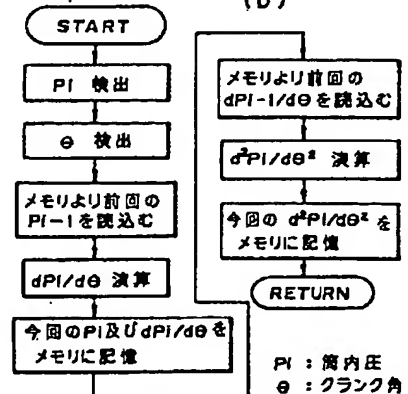 (b)
START
Pi 検出
θ 検出
メモリより前回の
Pi-1を読込む
dPi/dθ 演算
今回のPi及びdPi/dθを
メモリに記憶
メモリより前回の
dPi-1/dθを読込む
d²Pi/dθ² 演算
今回の d²Pi/dθ² を
メモリに記憶
RETURN
Pi : 筒内圧
θ : クランク角